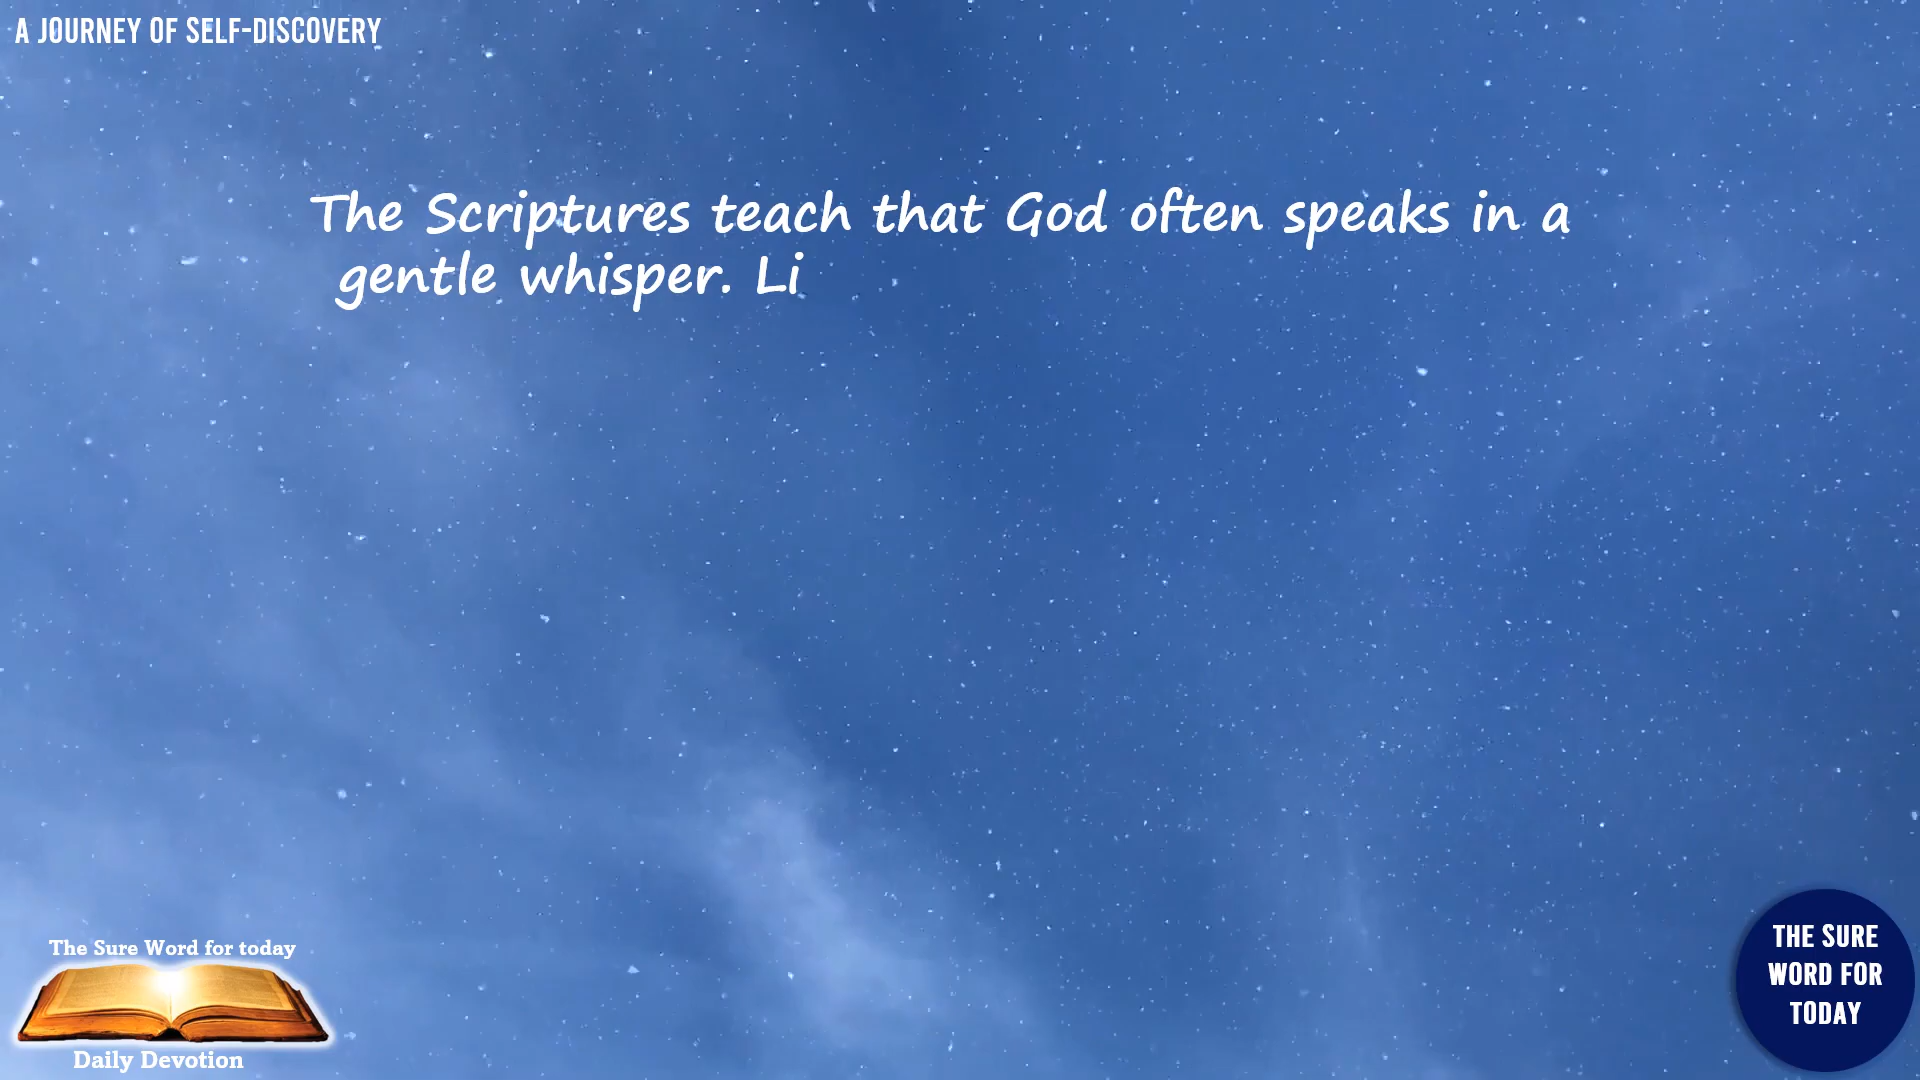 A JOURNEY OF SELF-DISCOVERY
The Scriptures teach that God often speaks in a
gentle whisper. Li
The Sure Word for today
Daily Devotion
THE SURE
WORD FOR
TODAY